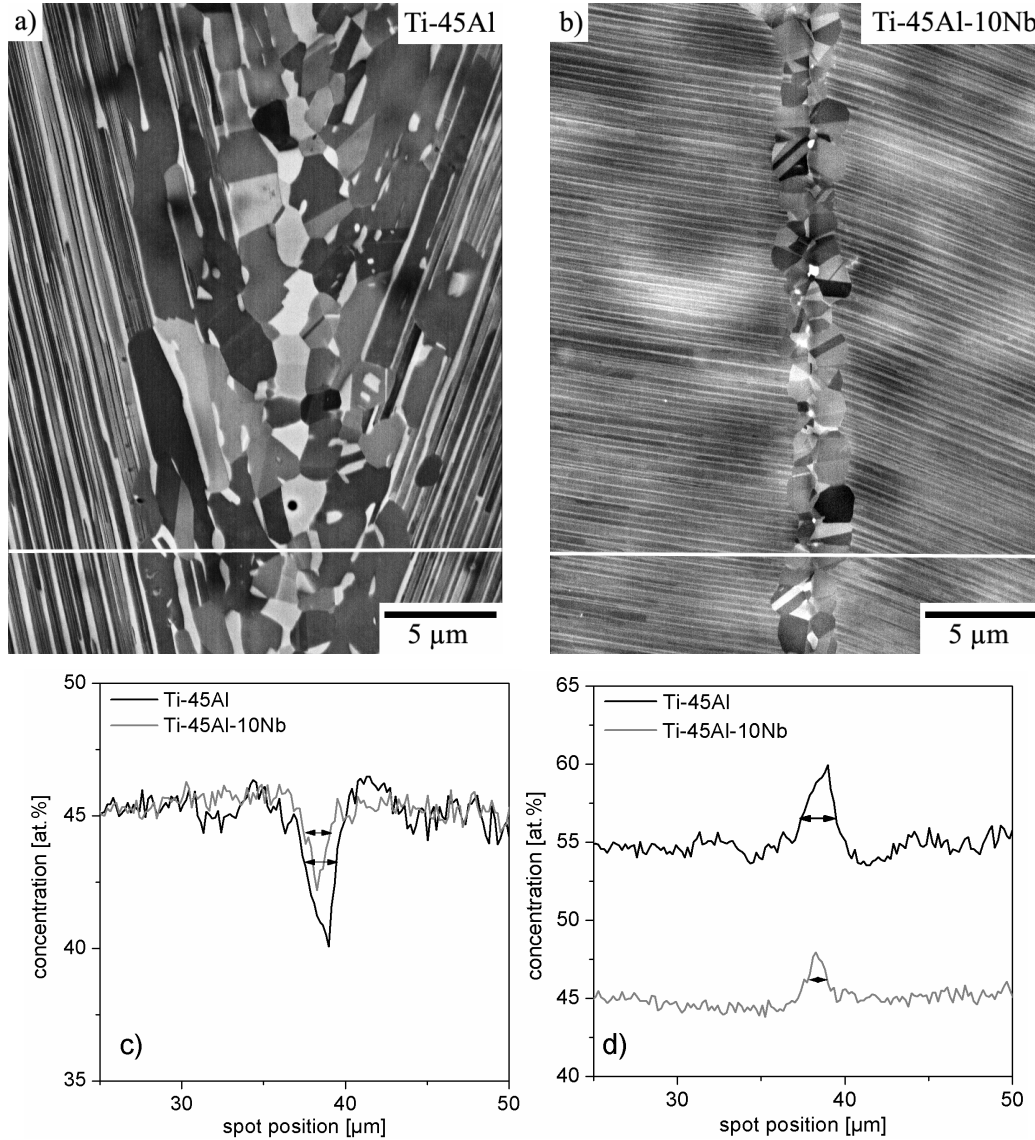 a)
Ti-45Al
b)
Ti-45Al-10Nb
5 µm
5 µm
50
45
40
35
concentration [at.%]
Ti-45Al
Ti-45Al-10Nb
c)
30
40
50
spot position [µm]
65
60
55
50
45
40
concentration [at.%]
Ti-45Al
Ti-45Al-10Nb
d)
30
40
50
spot position [µm]